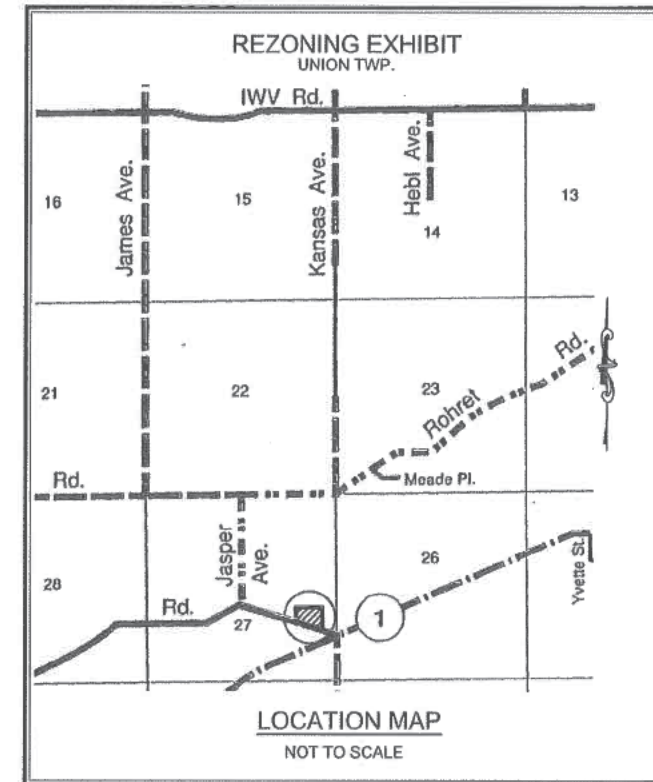 REZONING EXHIBIT
UNION TWP.
IWV Rd.
James Ave.
Kansas Ave.
Hebl Ave.
16
15
14
13
21
22
23
Rohret Rd.
Meade Pl.
Rd.
Jasper Ave.
28
27
26
Rd.
1
Yvette St.
LOCATION MAP
NOT TO SCALE